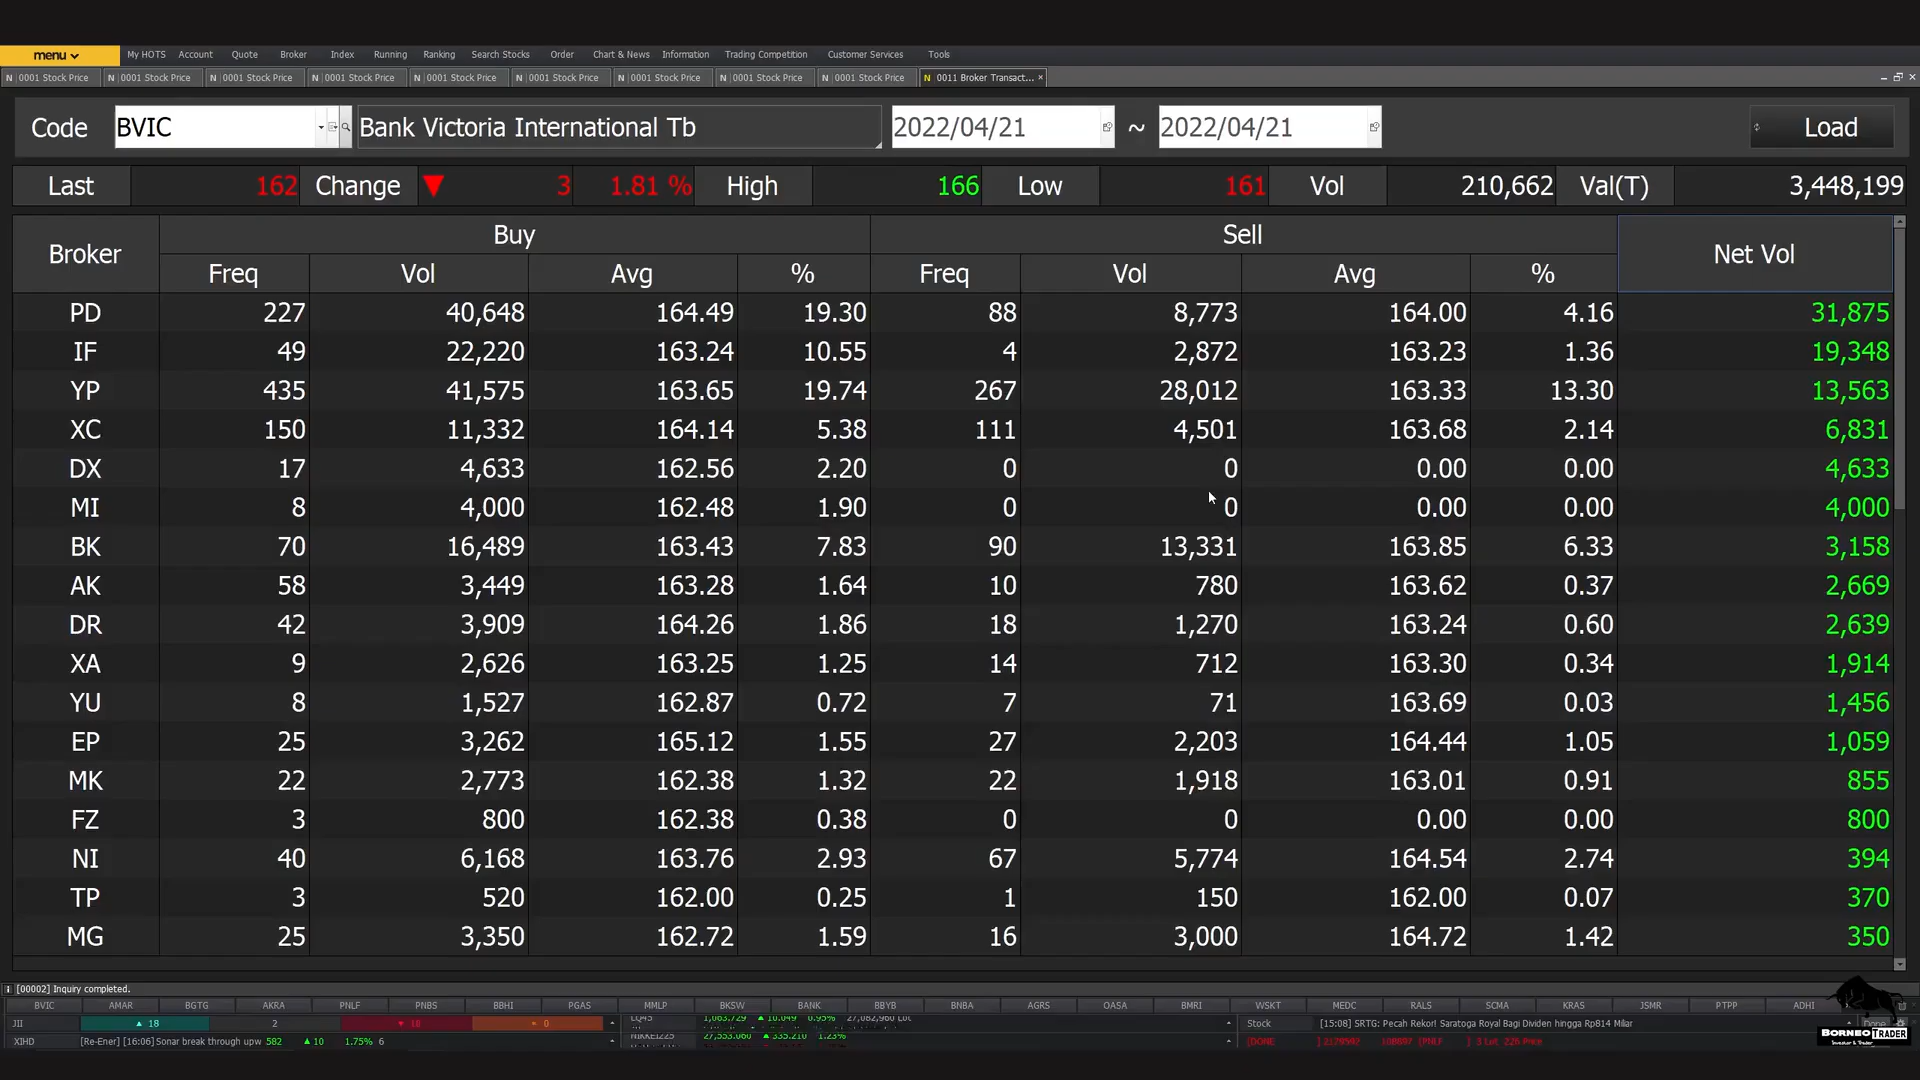 menu My HOTS Account Quote Broker Index Running Ranking Search Stocks Order Chart & News Information Trading Competition Customer Services Tools
N 0001 Stock Price N 0001 Stock Price N 0001 Stock Price N 0001 Stock Price N 0001 Stock Price N 0001 Stock Price N 0001 Stock Price N 0001 Stock Price N 0001 Stock Price N 0011 Broker Transact...
Code BVIC Bank Victoria International Tb 2022/04/21 ~ 2022/04/21 Load
Last 162 Change ▼ 3 1.81 % High 166 Low 161 Vol 210,662 Val(T) 3,448,199
Broker Buy Sell Net Vol
Freq Vol Avg % Freq Vol Avg %
PD 227 40,648 164.49 19.30 88 8,773 164.00 4.16 31,875
IF 49 22,220 163.24 10.55 4 2,872 163.23 1.36 19,348
YP 435 41,575 163.65 19.74 267 28,012 163.33 13.30 13,563
XC 150 11,332 164.14 5.38 111 4,501 163.68 2.14 6,831
DX 17 4,633 162.56 2.20 0 0 0.00 0.00 4,633
MI 8 4,000 162.48 1.90 0 0 0.00 0.00 4,000
BK 70 16,489 163.43 7.83 90 13,331 163.85 6.33 3,158
AK 58 3,449 163.28 1.64 10 780 163.62 0.37 2,669
DR 42 3,909 164.26 1.86 18 1,270 163.24 0.60 2,639
XA 9 2,626 163.25 1.25 14 712 163.30 0.34 1,914
YU 8 1,527 162.87 0.72 7 71 163.69 0.03 1,456
EP 25 3,262 165.12 1.55 27 2,203 164.44 1.05 1,059
MK 22 2,773 162.38 1.32 22 1,918 163.01 0.91 855
FZ 3 800 162.38 0.38 0 0 0.00 0.00 800
NI 40 6,168 163.76 2.93 67 5,774 164.54 2.74 394
TP 3 520 162.00 0.25 1 150 162.00 0.07 370
MG 25 3,350 162.72 1.59 16 3,000 164.72 1.42 350
[00002] Inquiry completed.
BVIC AMAR BGTG AKRA PNLF PNBS BBHI PGAS MMLP BKSW BANK BBYB BNBA AGRS OASA BMRI WSKT MEDC RALS SCMA KRAS JSMR PTPP ADHI
JII ▲ 18 2 Stock [15:08] SRTG: Pecah Rekor! Saratoga Royal Bagi Dividen hingga Rp814 Miliar
XIHD [Re-Ener] [16:06] Sonar break through upw 582 ▲ 10 1.75% 6
BORNEO TRADER
Investor & Trader